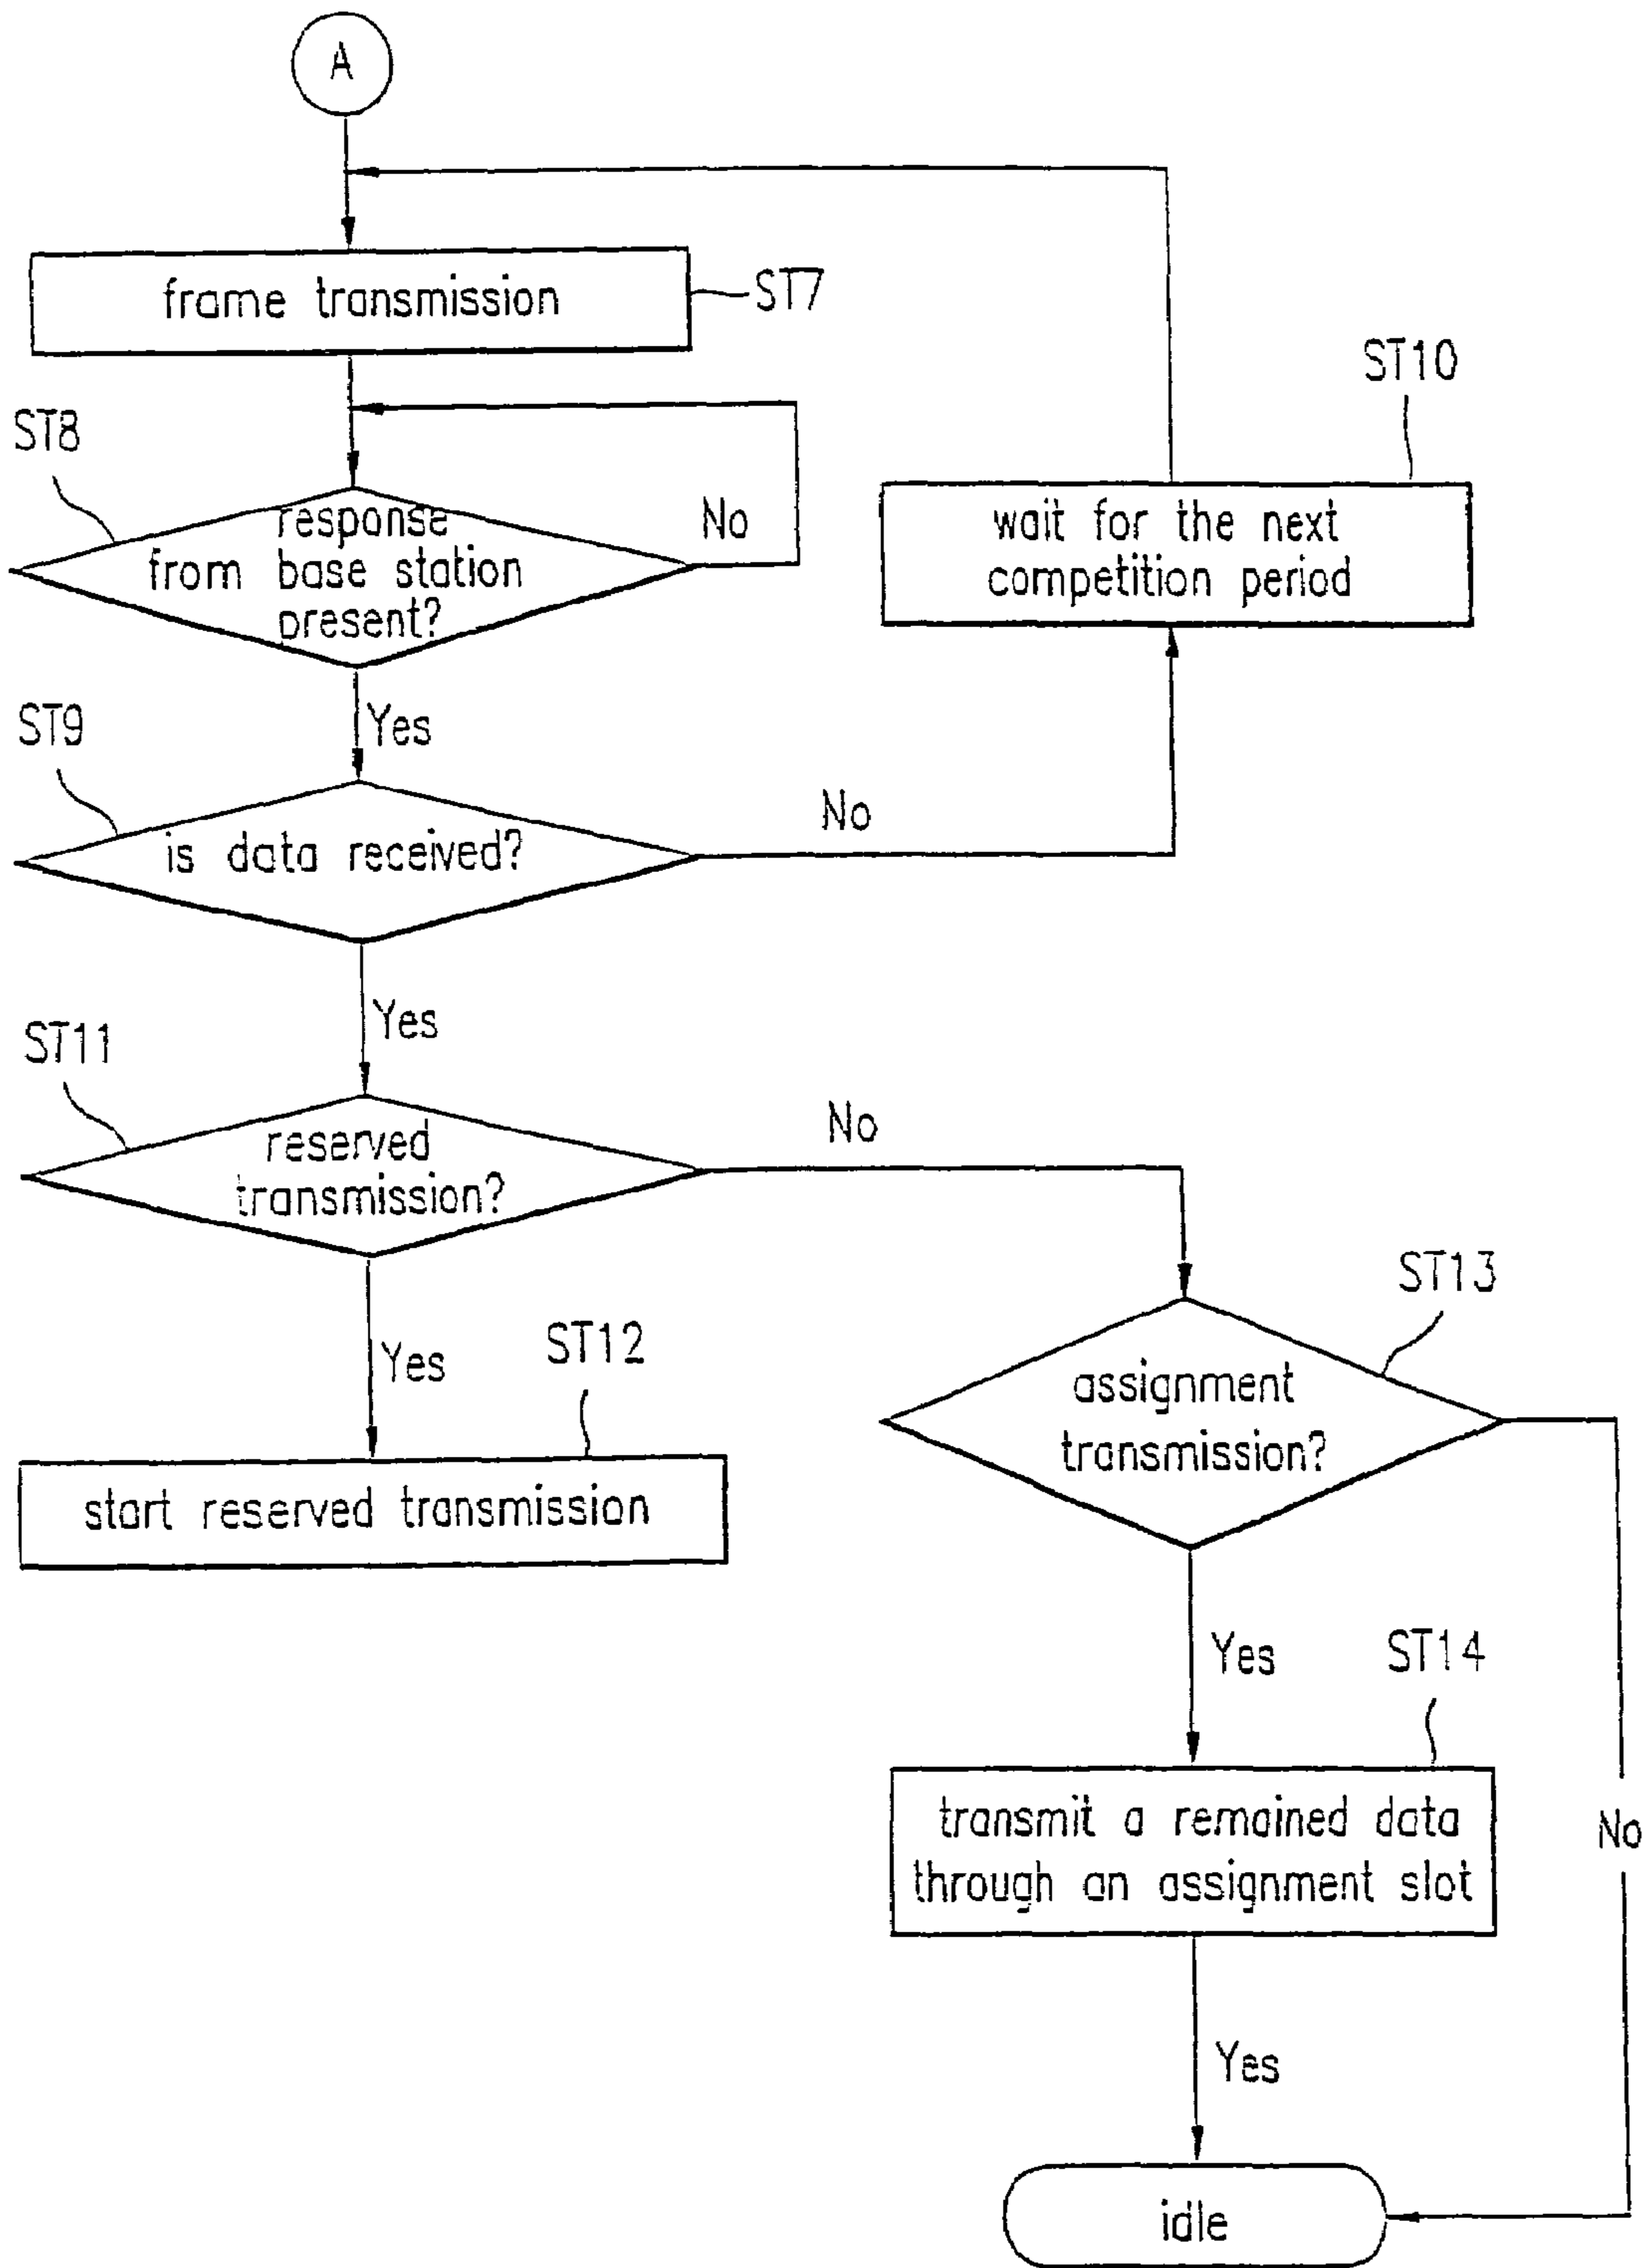 A
frame transmission
ST7
ST10
ST8
response
from base station
present?
No
wait for the next
competition period
Yes
ST9
is data received?
No
Yes
ST11
reserved
transmission?
No
ST13
Yes
ST12
assignment
transmission?
start reserved transmission
Yes
ST14
transmit a remained data
through an assignment slot
No
Yes
idle